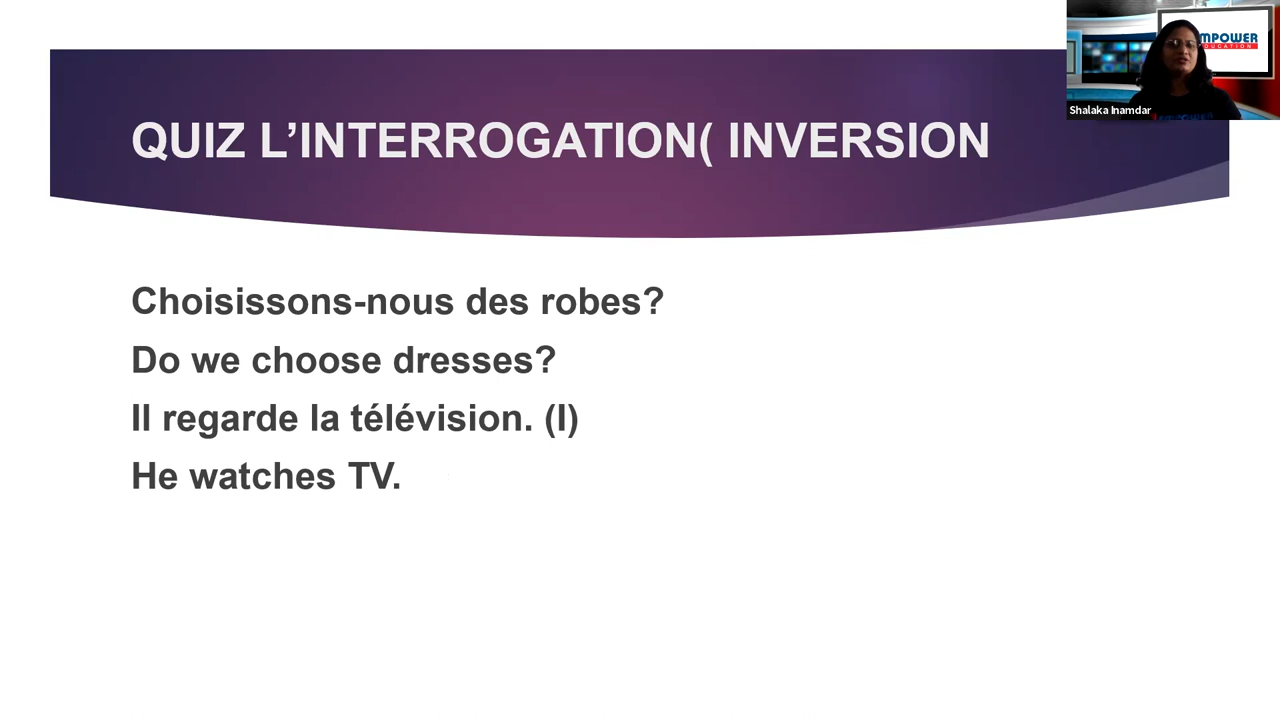 QUIZ L’INTERROGATION( INVERSION
Choisissons-nous des robes?
Do we choose dresses?
Il regarde la télévision. (I)
He watches TV.
MPOWER
EDUCATION
Shalaka Inamdar